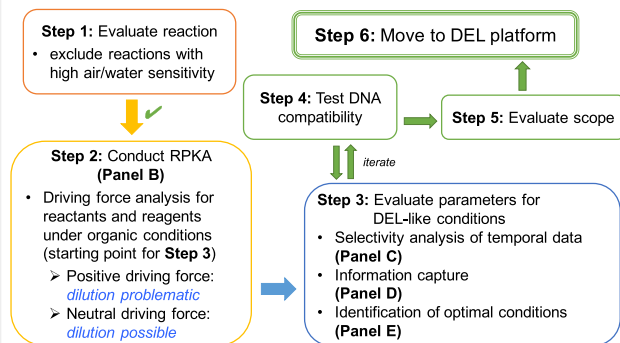 Step 1: Evaluate reaction
• exclude reactions with
high air/water sensitivity
Step 2: Conduct RPKA
(Panel B)
• Driving force analysis for
reactants and reagents
under organic conditions
(starting point for Step 3)
➢ Positive driving force:
dilution problematic
➢ Neutral driving force:
dilution possible
Step 3: Evaluate parameters for
DEL-like conditions
• Selectivity analysis of temporal data
(Panel C)
• Information capture
(Panel D)
• Identification of optimal conditions
(Panel E)
iterate
Step 4: Test DNA
compatibility
Step 5: Evaluate scope
Step 6: Move to DEL platform